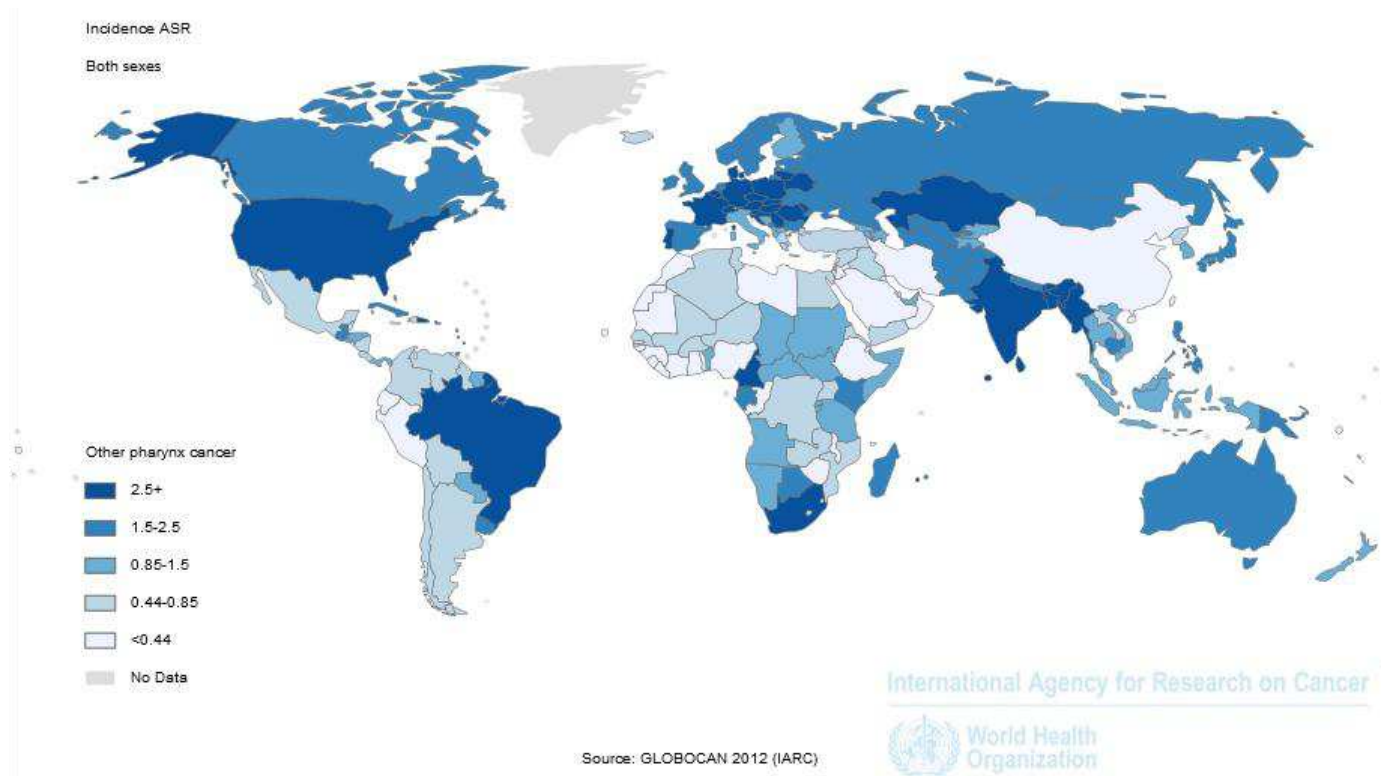 Incidence ASR
Both sexes
Other pharynx cancer
2.5+
1.5-2.5
0.85-1.5
0.44-0.85
<0.44
No Data
International Agency for Research on Cancer
World Health
Organization
Source: GLOBOCAN 2012 (IARC)